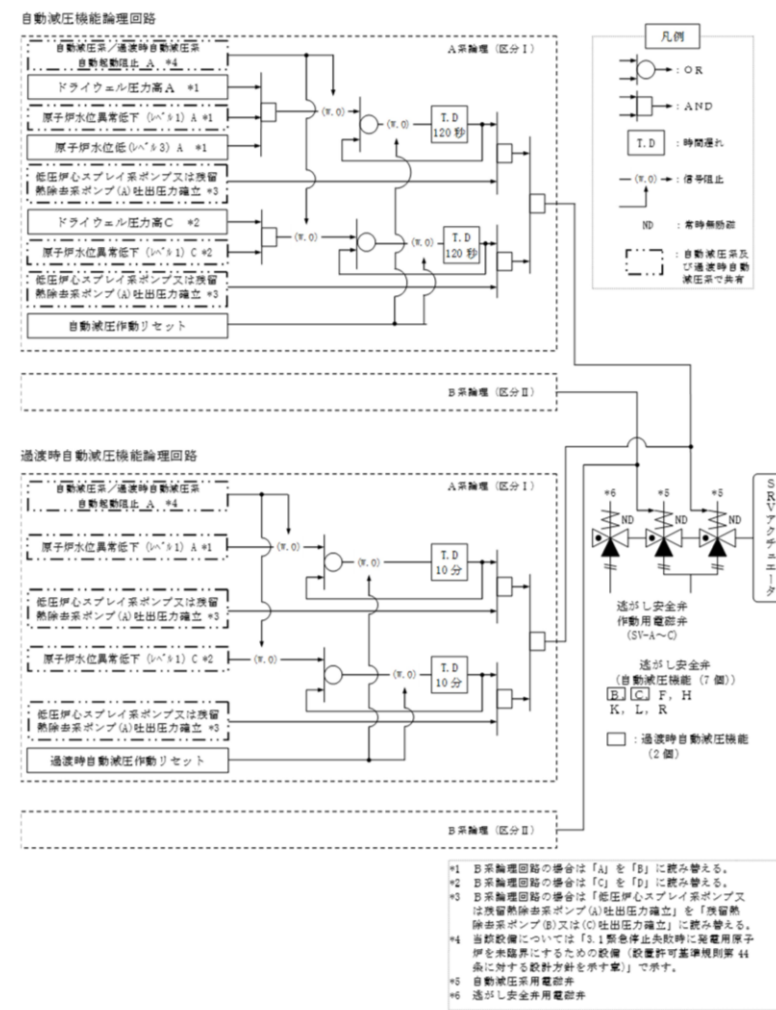 自動減圧機能論理回路
自動減圧系／過渡時自動減圧系
自動起動阻止 A *4
A系論理（区分Ⅰ）
ドライウェル圧力高A *1
原子炉水位異常低下（ﾚﾍﾞﾙ1）A *1
原子炉水位低(ﾚﾍﾞﾙ3) A *1
低圧炉心スプレイ系ポンプ又は残留
熱除去系ポンプ(A)吐出圧力確立 *3
ドライウェル圧力高C *2
原子炉水位異常低下（ﾚﾍﾞﾙ1）C *2
低圧炉心スプレイ系ポンプ又は残留
熱除去系ポンプ(A)吐出圧力確立 *3
自動減圧作動リセット
(W.O)
(W.O)
T.D
120秒
(W.O)
(W.O)
T.D
120秒
凡例
：OR
：AND
T.D ：時間遅れ
(W.O) ：信号阻止
ND ：常時無励磁
：自動減圧系及
び過渡時自動
減圧系で共有
B系論理（区分Ⅱ）
過渡時自動減圧機能論理回路
自動減圧系／過渡時自動減圧系
自動起動阻止 A *4
A系論理（区分Ⅰ）
原子炉水位異常低下（ﾚﾍﾞﾙ1）A *1
低圧炉心スプレイ系ポンプ又は残留
熱除去系ポンプ(A)吐出圧力確立 *3
原子炉水位異常低下（ﾚﾍﾞﾙ1）C *2
低圧炉心スプレイ系ポンプ又は残留
熱除去系ポンプ(A)吐出圧力確立 *3
過渡時自動減圧作動リセット
(W.O)
(W.O)
T.D
10分
(W.O)
(W.O)
T.D
10分
B系論理（区分Ⅱ）
*6 *5 *5
ND ND ND
SRVアクチュエータ
逃がし安全弁
作動用電磁弁
(SV-A～C)
逃がし安全弁
(自動減圧機能（7個）)
B C F, H
K, L, R
：過渡時自動減圧機能
（2個）
*1 B系論理回路の場合は「A」を「B」に読み替える。
*2 B系論理回路の場合は「C」を「D」に読み替える。
*3 B系論理回路の場合は「低圧炉心スプレイ系ポンプ又
は残留熱除去系ポンプ(A)吐出圧力確立」を「残留熱
除去系ポンプ(B)又は(C)吐出圧力確立」に読み替える。
*4 当該設備については「3.1緊急停止失敗時に発電用原子
炉を未臨界にするための設備（設置許可基準規則第44
条に対する設計方針を示す章）」で示す。
*5 自動減圧系用電磁弁
*6 逃がし安全弁用電磁弁